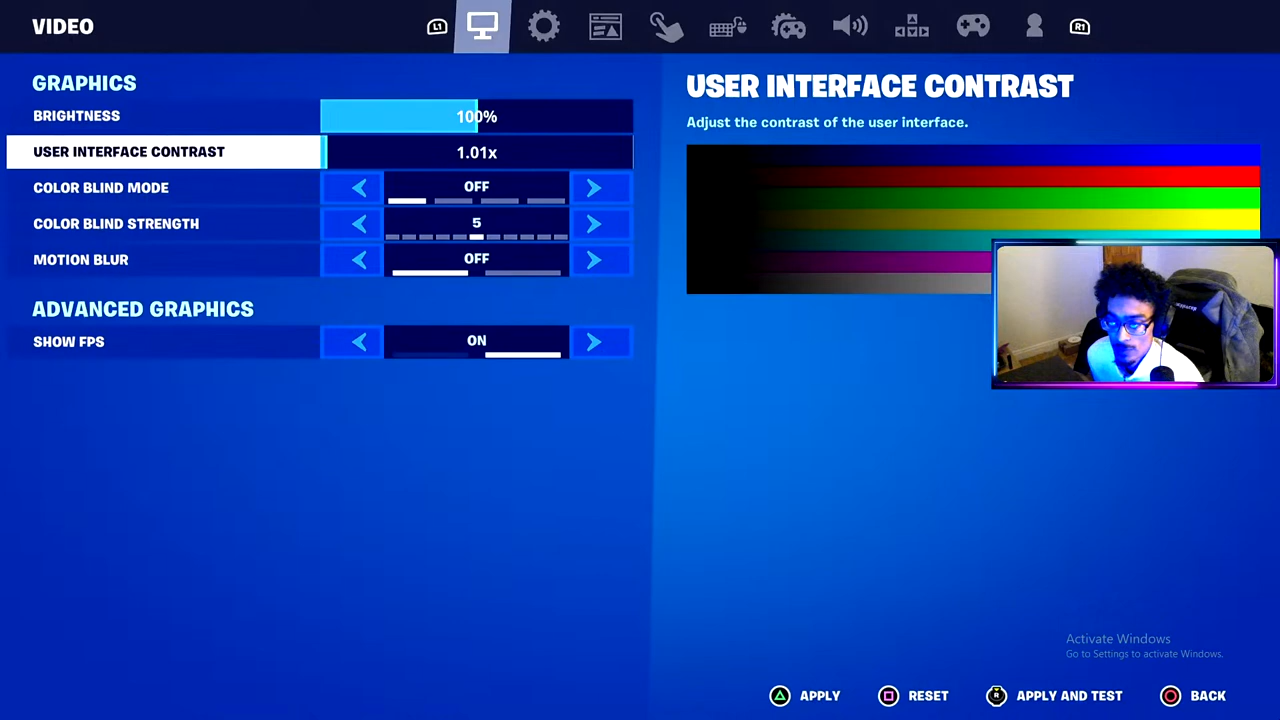 VIDEO
L1
R1
GRAPHICS
BRIGHTNESS 100%
USER INTERFACE CONTRAST 1.01x
COLOR BLIND MODE OFF
COLOR BLIND STRENGTH 5
MOTION BLUR OFF
ADVANCED GRAPHICS
SHOW FPS ON
USER INTERFACE CONTRAST
Adjust the contrast of the user interface.
Activate Windows
Go to Settings to activate Windows.
APPLY RESET R APPLY AND TEST BACK